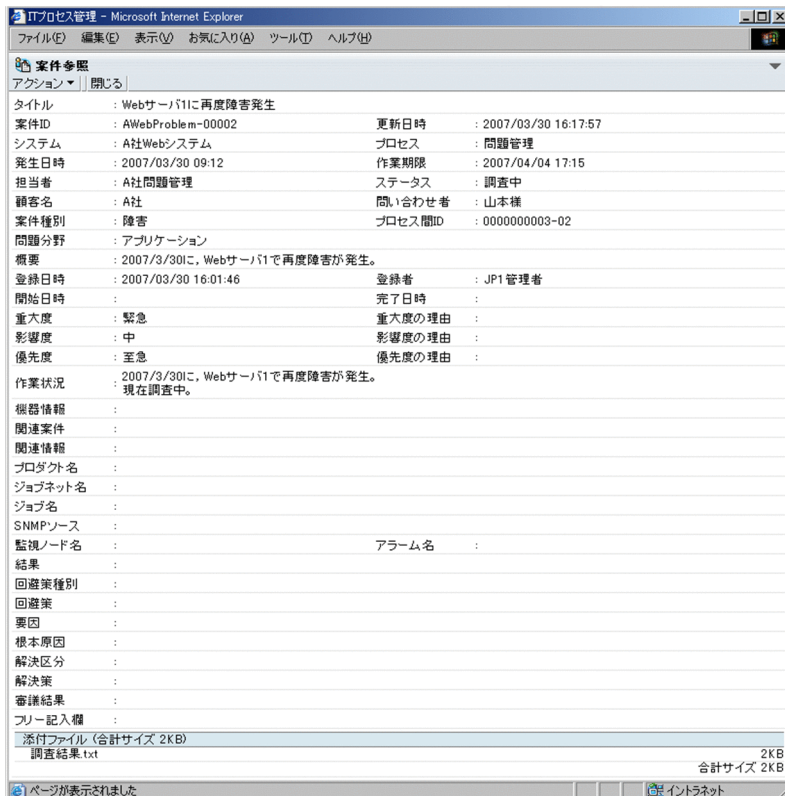 ITプロセス管理 - Microsoft Internet Explorer
ファイル(F) 編集(E) 表示(V) お気に入り(A) ツール(T) ヘルプ(H)
案件参照
アクション▼ 閉じる
タイトル : Webサーバ1に再度障害発生
案件ID : AWebProblem-00002 更新日時 : 2007/03/30 16:17:57
システム : A社Webシステム プロセス : 問題管理
発生日時 : 2007/03/30 09:12 作業期限 : 2007/04/04 17:15
担当者 : A社問題管理 ステータス : 調査中
顧客名 : A社 問い合わせ者 : 山本様
案件種別 : 障害 プロセス間ID : 0000000003-02
問題分野 : アプリケーション
概要 : 2007/3/30に, Webサーバ1で再度障害が発生。
登録日時 : 2007/03/30 16:01:46 登録者 : JP1管理者
開始日時 : 完了日時 :
重大度 : 緊急 重大度の理由 :
影響度 : 中 影響度の理由 :
優先度 : 至急 優先度の理由 :
作業状況 : 2007/3/30に, Webサーバ1で再度障害が発生。
現在調査中。
機器情報 :
関連案件 :
関連情報 :
プロダクト名 :
ジョブネット名 :
ジョブ名 :
SNMPソース :
監視ノード名 : アラーム名 :
結果 :
回避策種別 :
回避策 :
要因 :
根本原因 :
解決区分 :
解決策 :
審議結果 :
フリー記入欄 :
添付ファイル (合計サイズ 2KB)
調査結果.txt 2KB
合計サイズ 2KB
ページが表示されました イントラネット